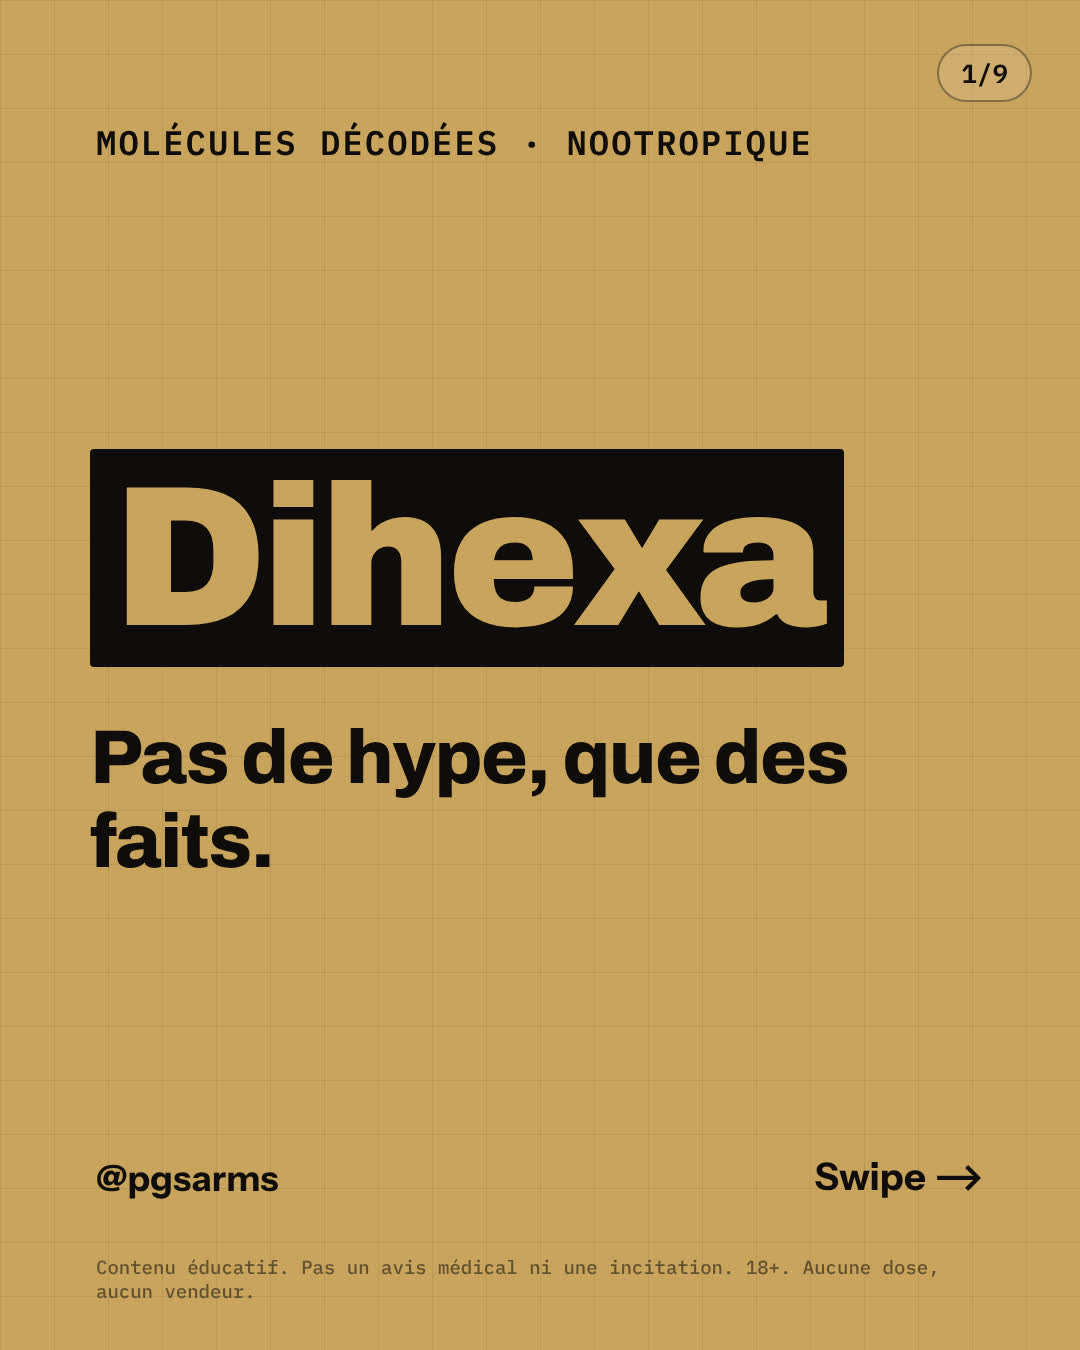 1/9
MOLÉCULES DÉCODÉES · NOOTROPIQUE
Dihexa
Pas de hype, que des
faits.
@pgsarms
Swipe →
Contenu éducatif. Pas un avis médical ni une incitation. 18+. Aucune dose,
aucun vendeur.